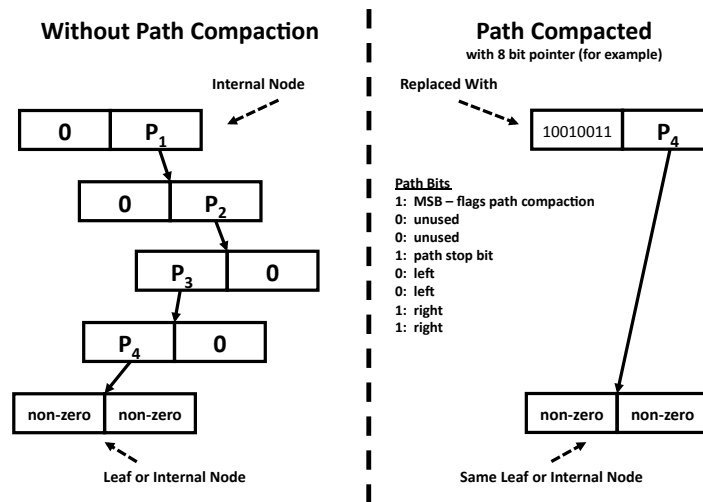 Without Path Compaction
Internal Node
0 P1
0 P2
P3 0
P4 0
non-zero non-zero
Leaf or Internal Node
Path Compacted
with 8 bit pointer (for example)
Replaced With
10010011 P4
Path Bits
1: MSB – flags path compaction
0: unused
0: unused
1: path stop bit
0: left
0: left
1: right
1: right
non-zero non-zero
Same Leaf or Internal Node